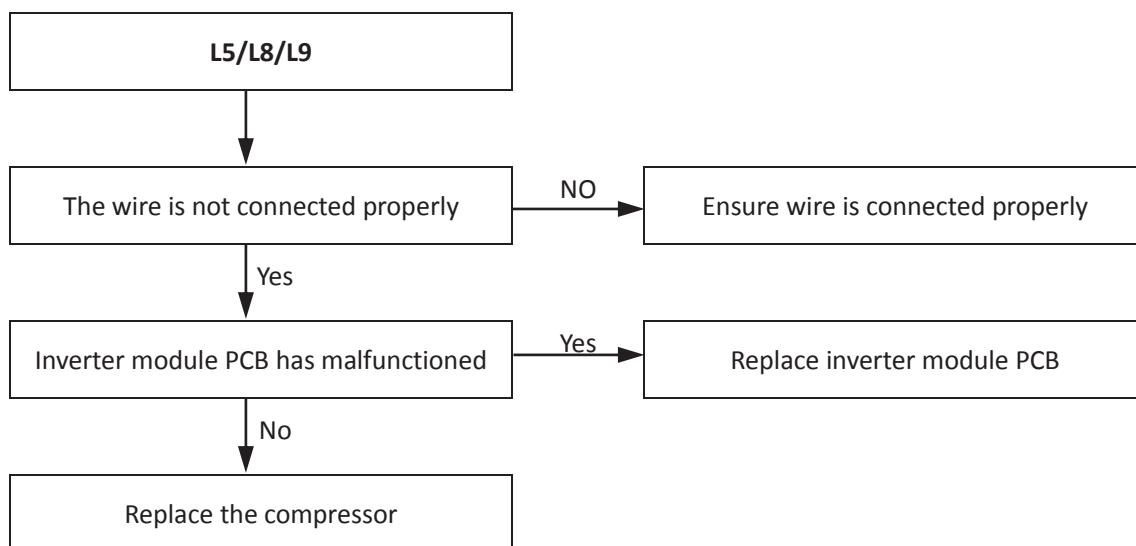 L5/L8/L9
The wire is not connected properly
NO
Ensure wire is connected properly
Yes
Inverter module PCB has malfunctioned
Yes
Replace inverter module PCB
No
Replace the compressor